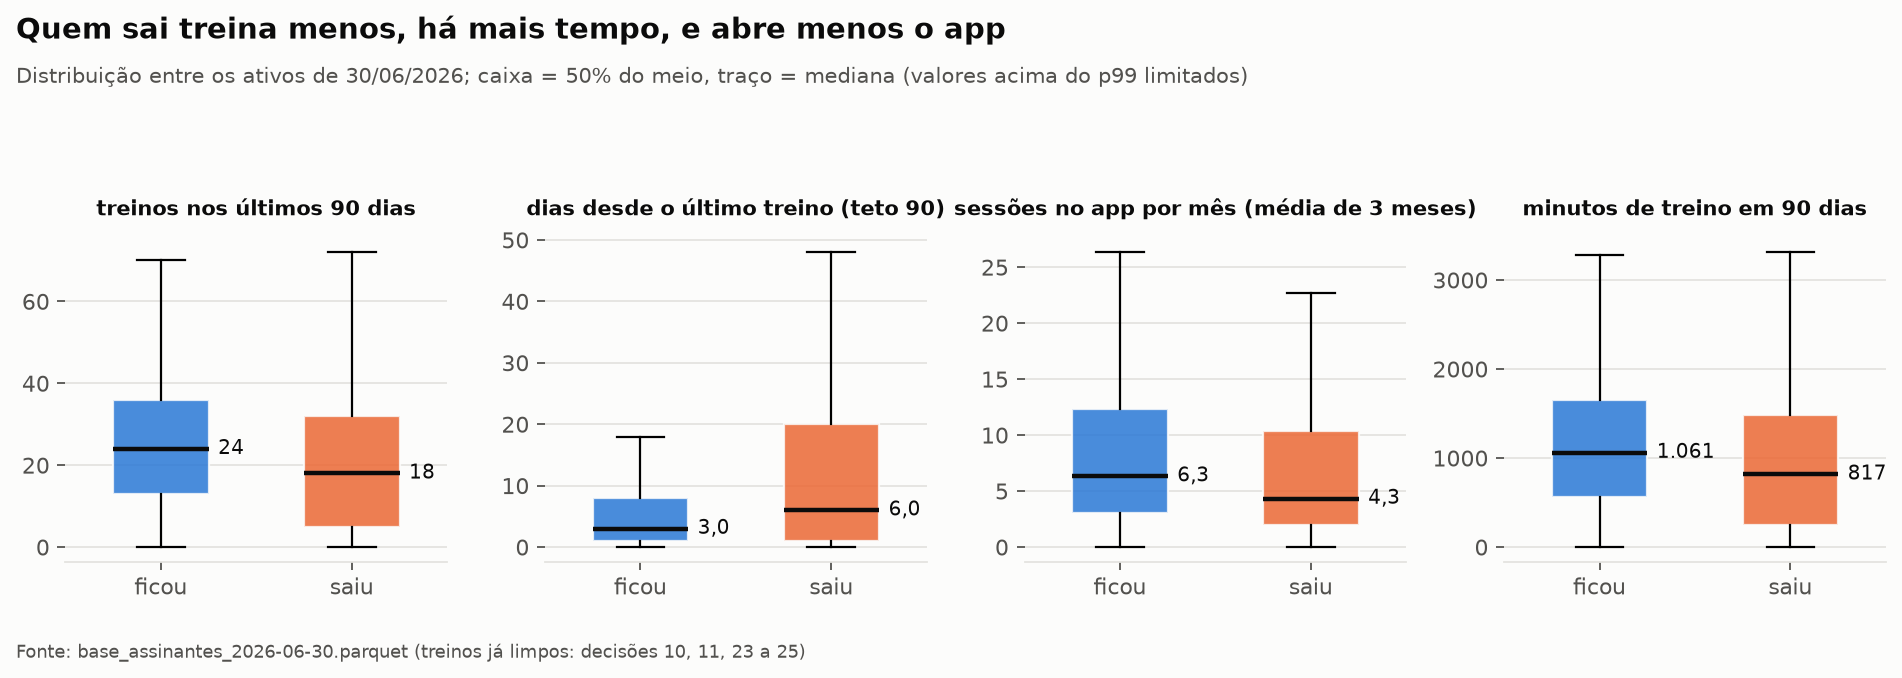 Quem sai treina menos, há mais tempo, e abre menos o app
Distribuição entre os ativos de 30/06/2026; caixa = 50% do meio, traço = mediana (valores acima do p99 limitados)
treinos nos últimos 90 dias
60
40
20
0
24
18
ficou
saiu
dias desde o último treino (teto 90)
50
40
30
20
10
0
3,0
6,0
ficou
saiu
sessões no app por mês (média de 3 meses)
25
20
15
10
5
0
6,3
4,3
ficou
saiu
minutos de treino em 90 dias
3000
2000
1000
0
1.061
817
ficou
saiu
Fonte: base_assinantes_2026-06-30.parquet (treinos já limpos: decisões 10, 11, 23 a 25)